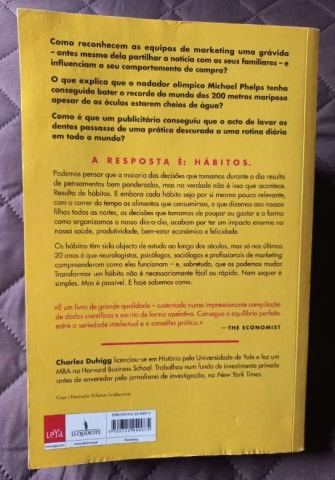 Como reconhecem as equipas de marketing uma grávida
– antes mesmo dela partilhar a notícia com os seus familiares – e
influenciam o seu comportamento de compra?
O que explica que o nadador olímpico Michael Phelps tenha
conseguido bater o recorde do mundo dos 200 metros mariposa
apesar de os óculos estarem cheios de água?
Como é que um publicitário conseguiu que o acto de lavar os
dentes passasse de uma prática descurada a uma rotina diária
em todo o mundo?
A RESPOSTA É: HÁBITOS.
Podemos pensar que a maioria das decisões que tomamos durante o dia resulta
de pensamentos bem ponderados, mas na verdade não é isso que acontece.
Resulta de hábitos. E embora cada hábito seja por si mesmo pouco relevante,
com o correr do tempo os alimentos que consumimos, o que dizemos aos nossos
filhos todas as noites, as decisões que tomamos de poupar ou gastar e a forma
como organizamos o nosso dia-a-dia, acabam por ter um impacto enorme na
nossa saúde, produtividade, bem-estar económico e felicidade.
Os hábitos têm sido objecto de estudo ao longo dos séculos, mas só nos últimos
20 anos é que neurologistas, psicólogos, sociólogos e profissionais de marketing
compreenderam como eles funcionam – e, sobretudo, que os podemos mudar.
Transformar um hábito não é necessariamente fácil ou rápido. Nem sequer é
simples. Mas é possível. E hoje sabemos como.
«É um livro de grande qualidade – sustentado numa impressionante compilação
de dados científicos e escrito de forma apelativa. Consegue o equilíbrio perfeito
entre a seriedade intelectual e o conselho prático.»
—THE ECONOMIST
Charles Duhigg licenciou-se em História pela Universidade de Yale e fez um
MBA na Harvard Business School. Trabalhou num fundo de investimento privado
antes de enveredar pelo jornalismo de investigação, no New York Times.
LeYa
D. QUIXOTE